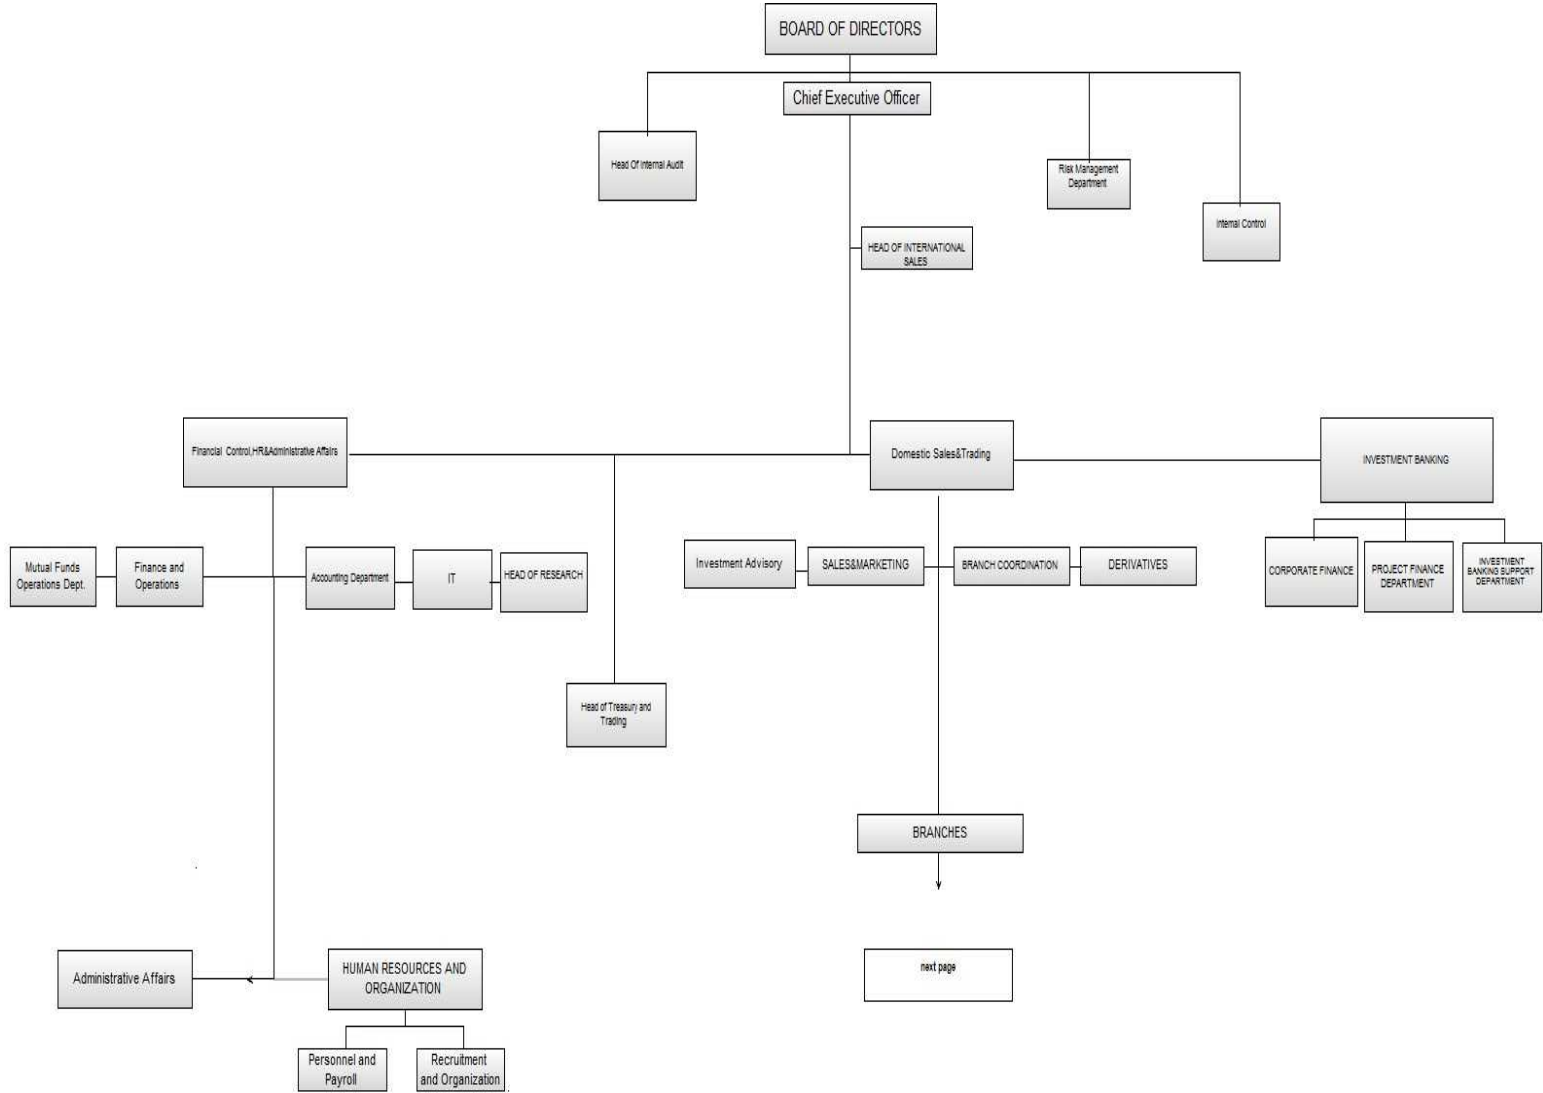 BOARD OF DIRECTORS
Chief Executive Officer
Head Of Internal Audit
Risk Management
Department
Internal Control
HEAD OF INTERNATIONAL
SALES
Financial Control,HR&Administrative Affairs
Domestic Sales&Trading
INVESTMENT BANKING
Mutual Funds
Operations Dept.
Finance and
Operations
Accounting Department
IT
HEAD OF RESEARCH
Investment Advisory
SALES&MARKETING
BRANCH COORDINATION
DERIVATIVES
CORPORATE FINANCE
PROJECT FINANCE
DEPARTMENT
INVESTMENT
BANKING SUPPORT
DEPARTMENT
Head of Treasury and
Trading
BRANCHES
Administrative Affairs
HUMAN RESOURCES AND
ORGANIZATION
next page
Personnel and
Payroll
Recruitment
and Organization